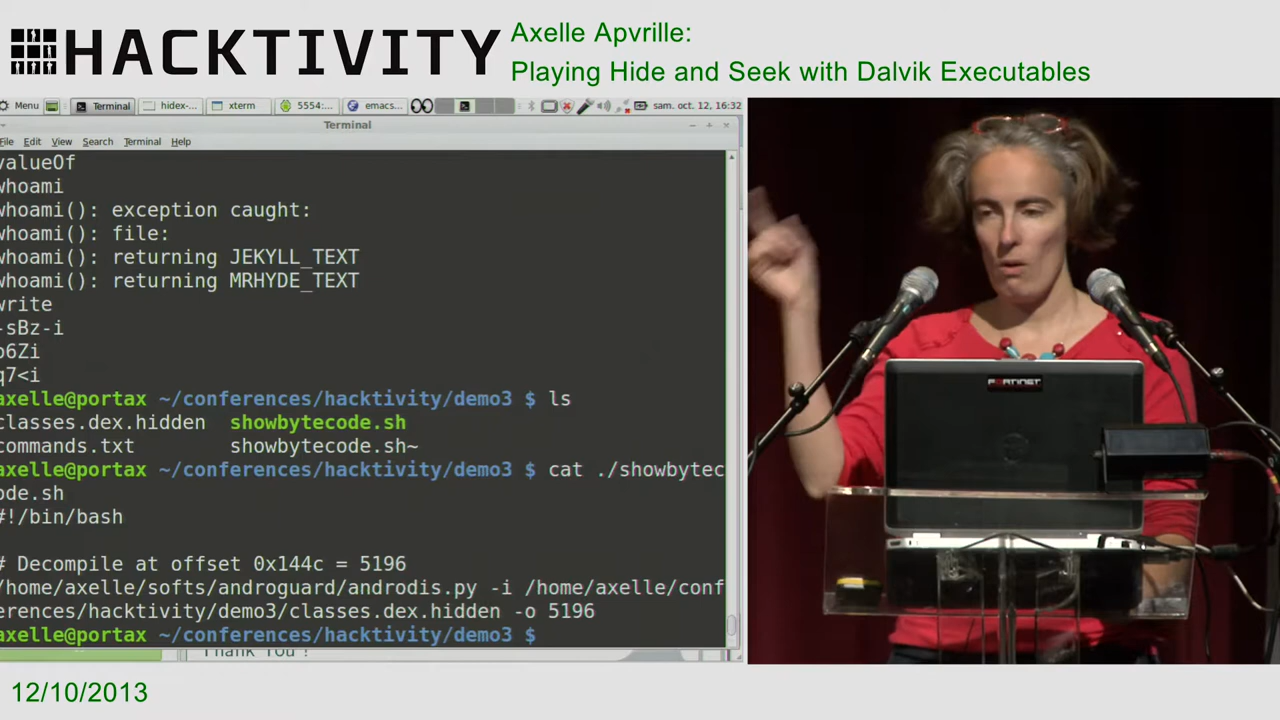 HACKTIVITY
Axelle Apvrille:
Playing Hide and Seek with Dalvik Executables
Menu Terminal hidex-... xterm 5554:... emacs... sam. oct. 12, 16:32
Terminal
File Edit View Search Terminal Help
valueOf
whoami
whoami(): exception caught:
whoami(): file:
whoami(): returning JEKYLL_TEXT
whoami(): returning MRHYDE_TEXT
write
-sBz-i
6Zi
7<i
axelle@portax ~/conferences/hacktivity/demo3 $ ls
classes.dex.hidden showbytecode.sh
commands.txt showbytecode.sh~
axelle@portax ~/conferences/hacktivity/demo3 $ cat ./showbytec
ode.sh
#!/bin/bash
# Decompile at offset 0x144c = 5196
/home/axelle/softs/androguard/androdis.py -i /home/axelle/conf
erences/hacktivity/demo3/classes.dex.hidden -o 5196
axelle@portax ~/conferences/hacktivity/demo3 $
Thank You !
FORTINET
12/10/2013